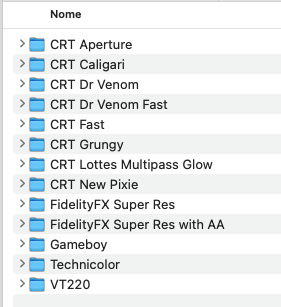 Nome
CRT Aperture
CRT Caligari
CRT Dr Venom
CRT Dr Venom Fast
CRT Fast
CRT Grungy
CRT Lottes Multipass Glow
CRT New Pixie
FidelityFX Super Res
FidelityFX Super Res with AA
Gameboy
Technicolor
VT220